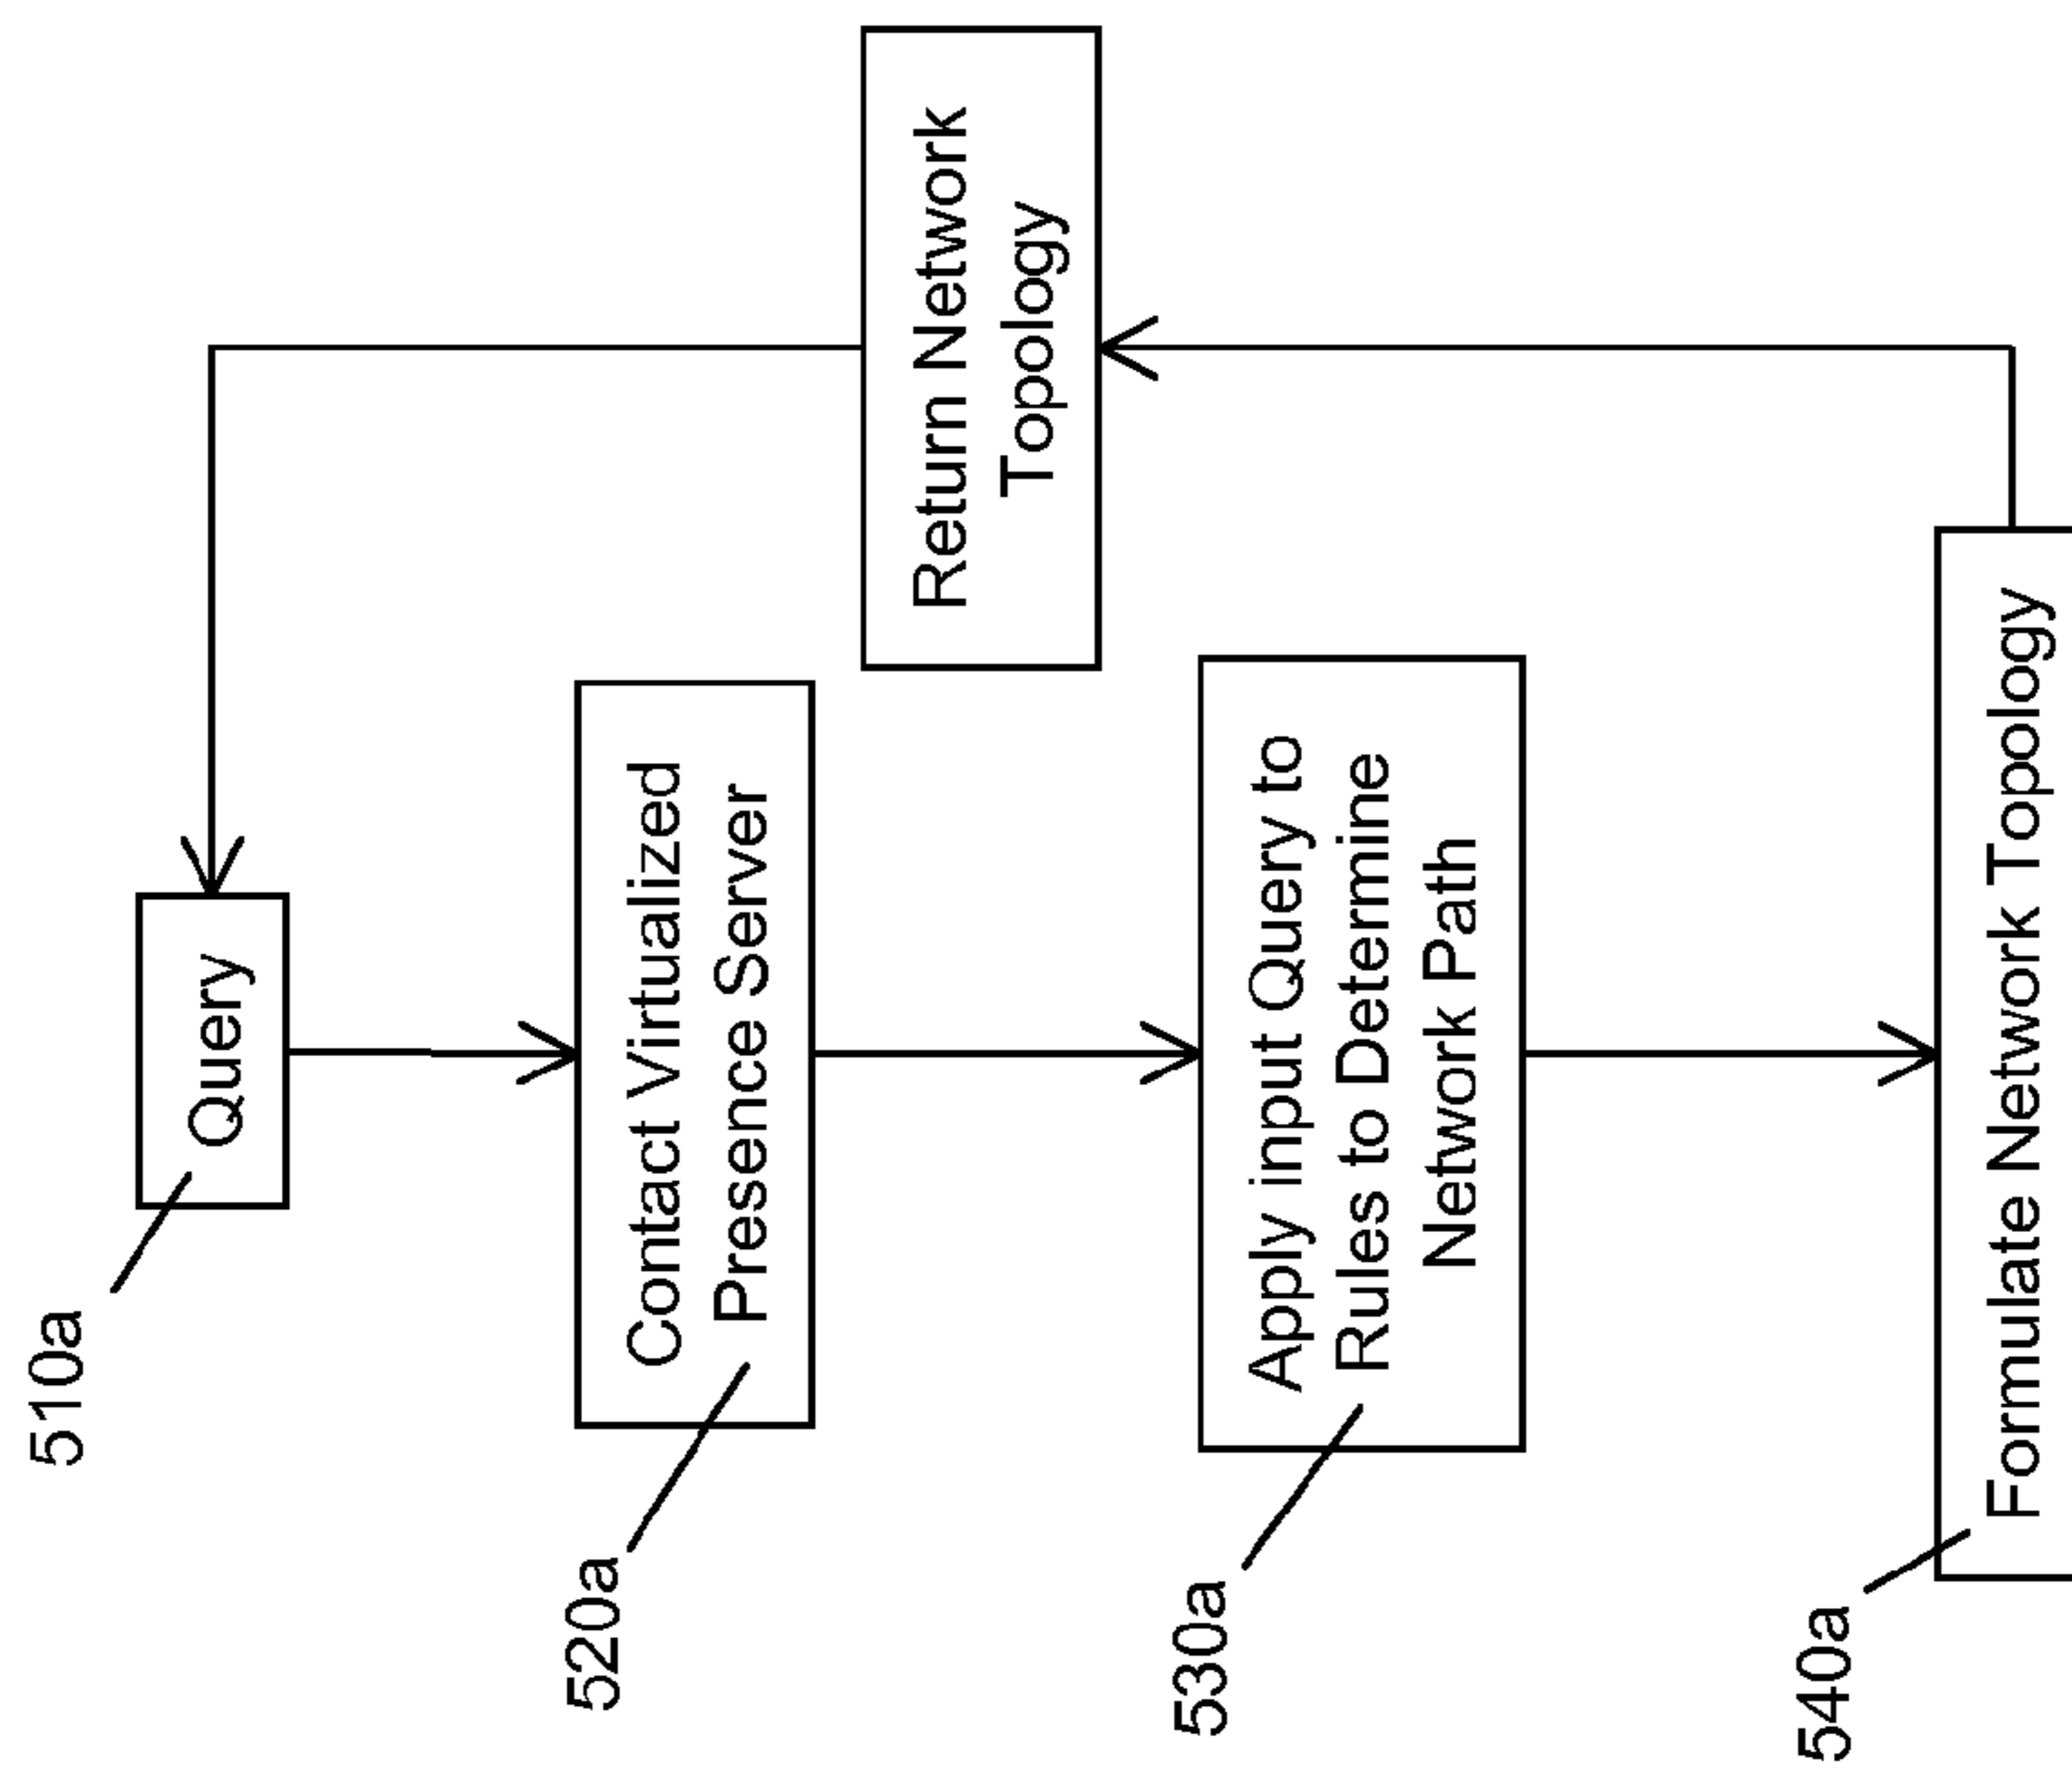 510a
Query
520a
Contact Virtualized
Presence Server
Return Network
Topology
530a
Apply input Query to
Rules to Determine
Network Path
540a
Formulate Network Topology